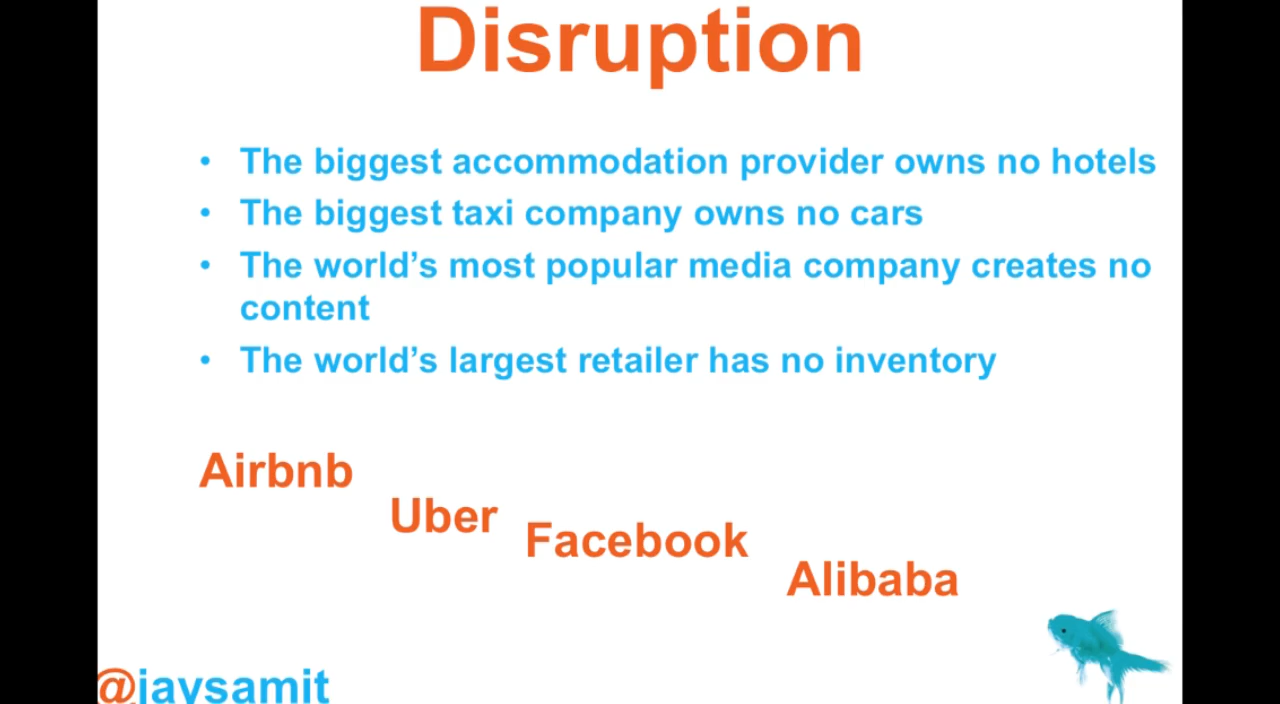 Disruption
• The biggest accommodation provider owns no hotels
• The biggest taxi company owns no cars
• The world’s most popular media company creates no
content
• The world’s largest retailer has no inventory
Airbnb
Uber
Facebook
Alibaba
@jaysamit